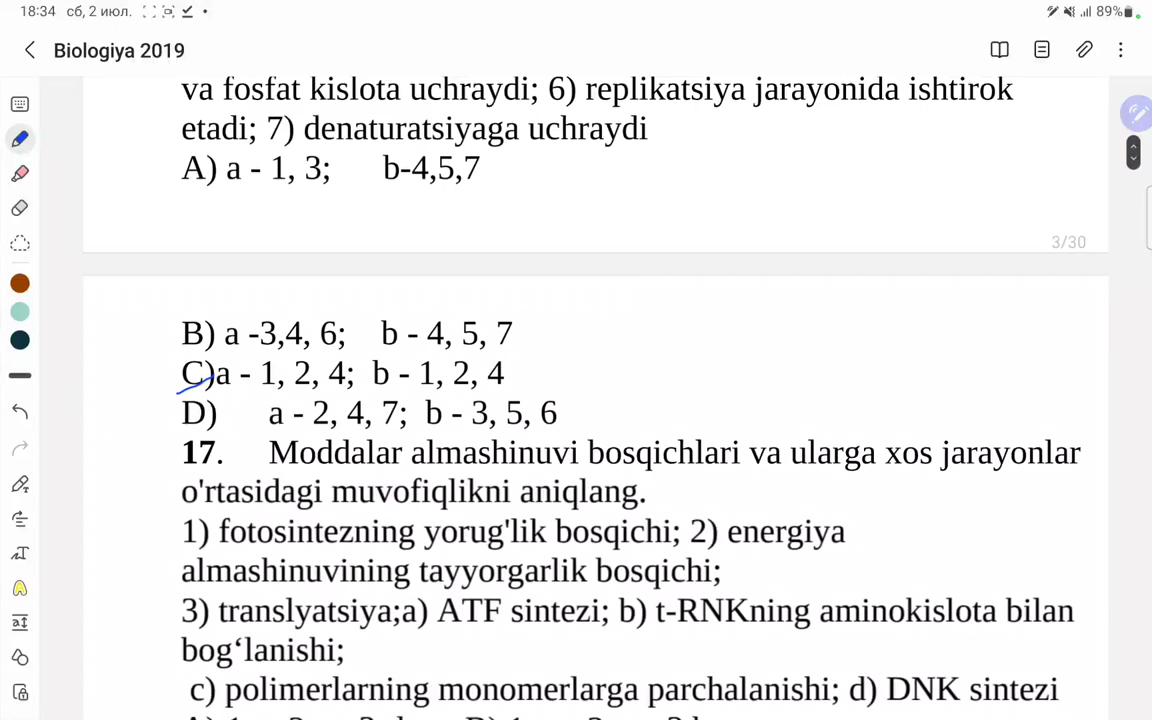 18:34 сб, 2 июл.
89%
Biologiya 2019
va fosfat kislota uchraydi; 6) replikatsiya jarayonida ishtirok
etadi; 7) denaturatsiyaga uchraydi
A) a - 1, 3; b-4,5,7
3/30
B) a -3,4, 6; b - 4, 5, 7
C)a - 1, 2, 4; b - 1, 2, 4
D) a - 2, 4, 7; b - 3, 5, 6
17. Moddalar almashinuvi bosqichlari va ularga xos jarayonlar
o'rtasidagi muvofiqlikni aniqlang.
1) fotosintezning yorug'lik bosqichi; 2) energiya
almashinuvining tayyorgarlik bosqichi;
3) translyatsiya;a) ATF sintezi; b) t-RNKning aminokislota bilan
bog‘lanishi;
c) polimerlarning monomerlarga parchalanishi; d) DNK sintezi